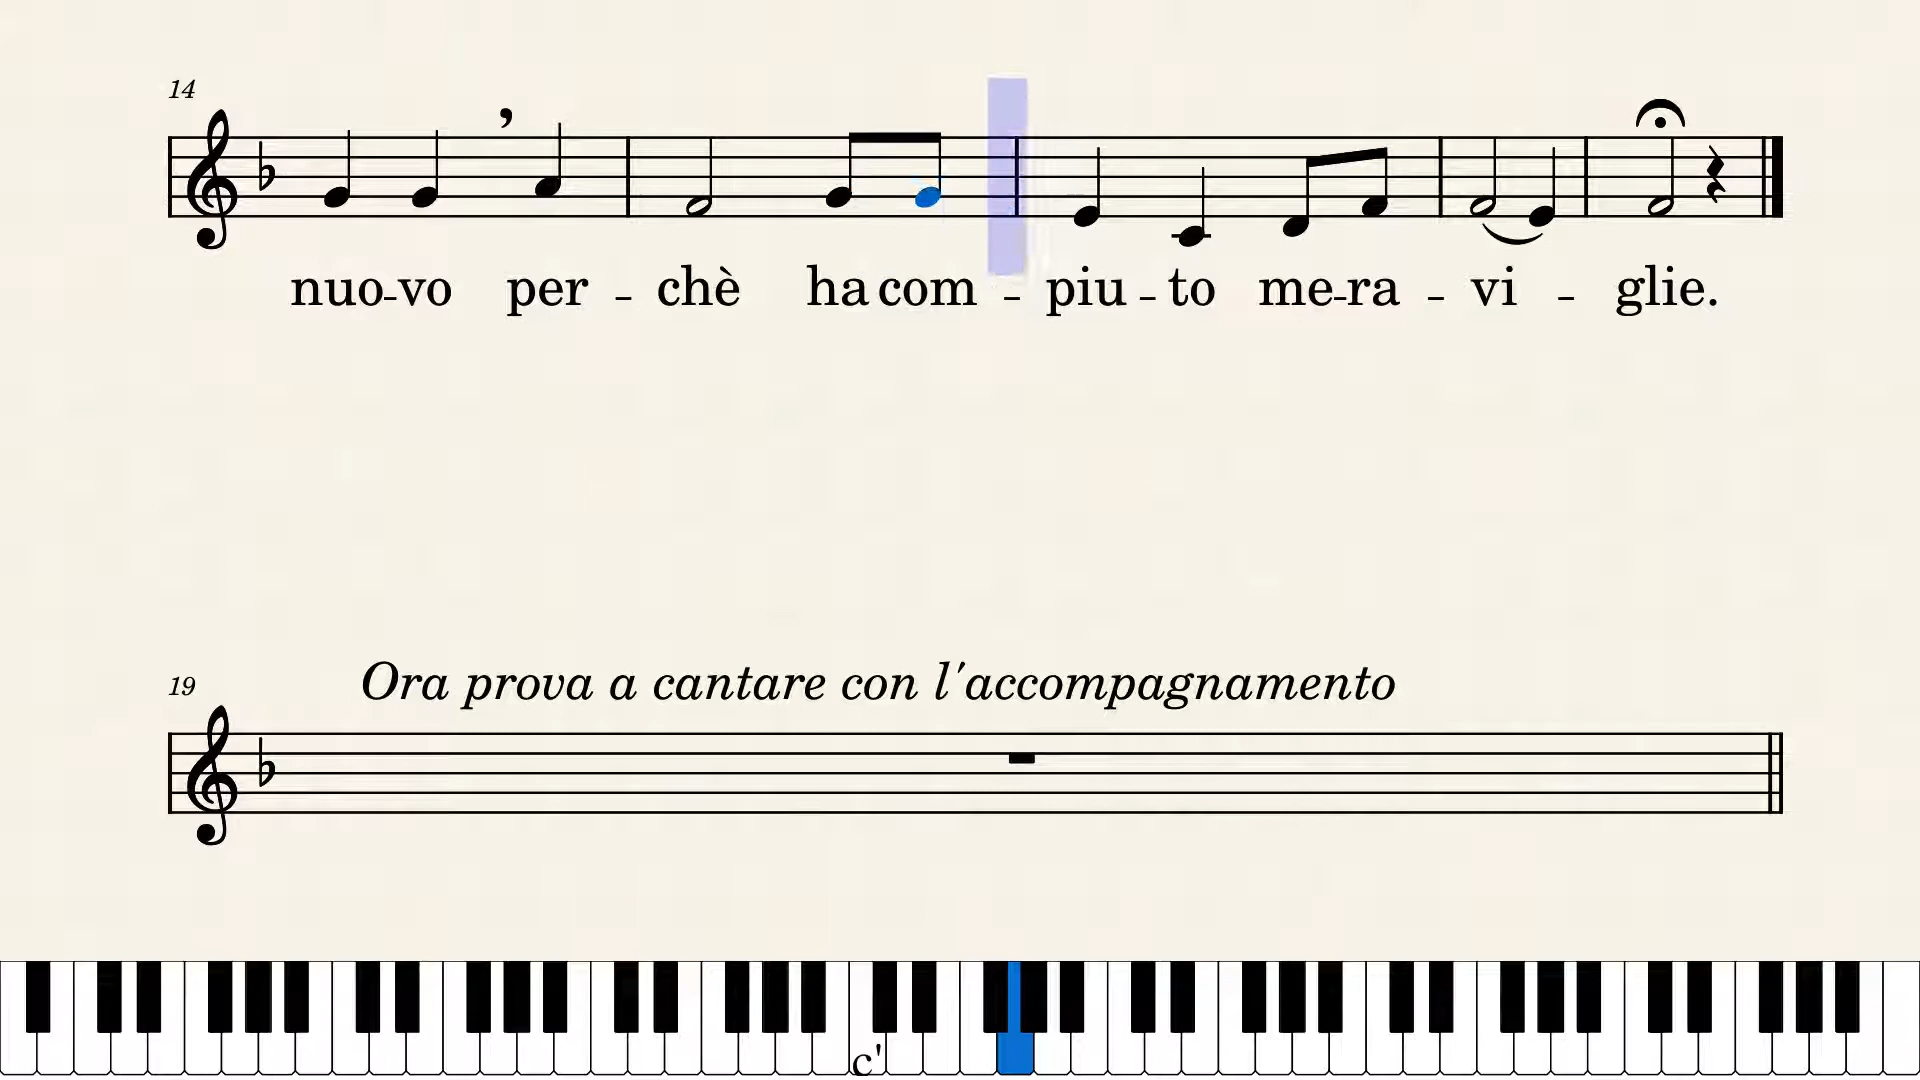 14
nuo-vo per - chè ha com - piu - to me-ra - vi - glie.
Ora prova a cantare con l'accompagnamento
19
c'